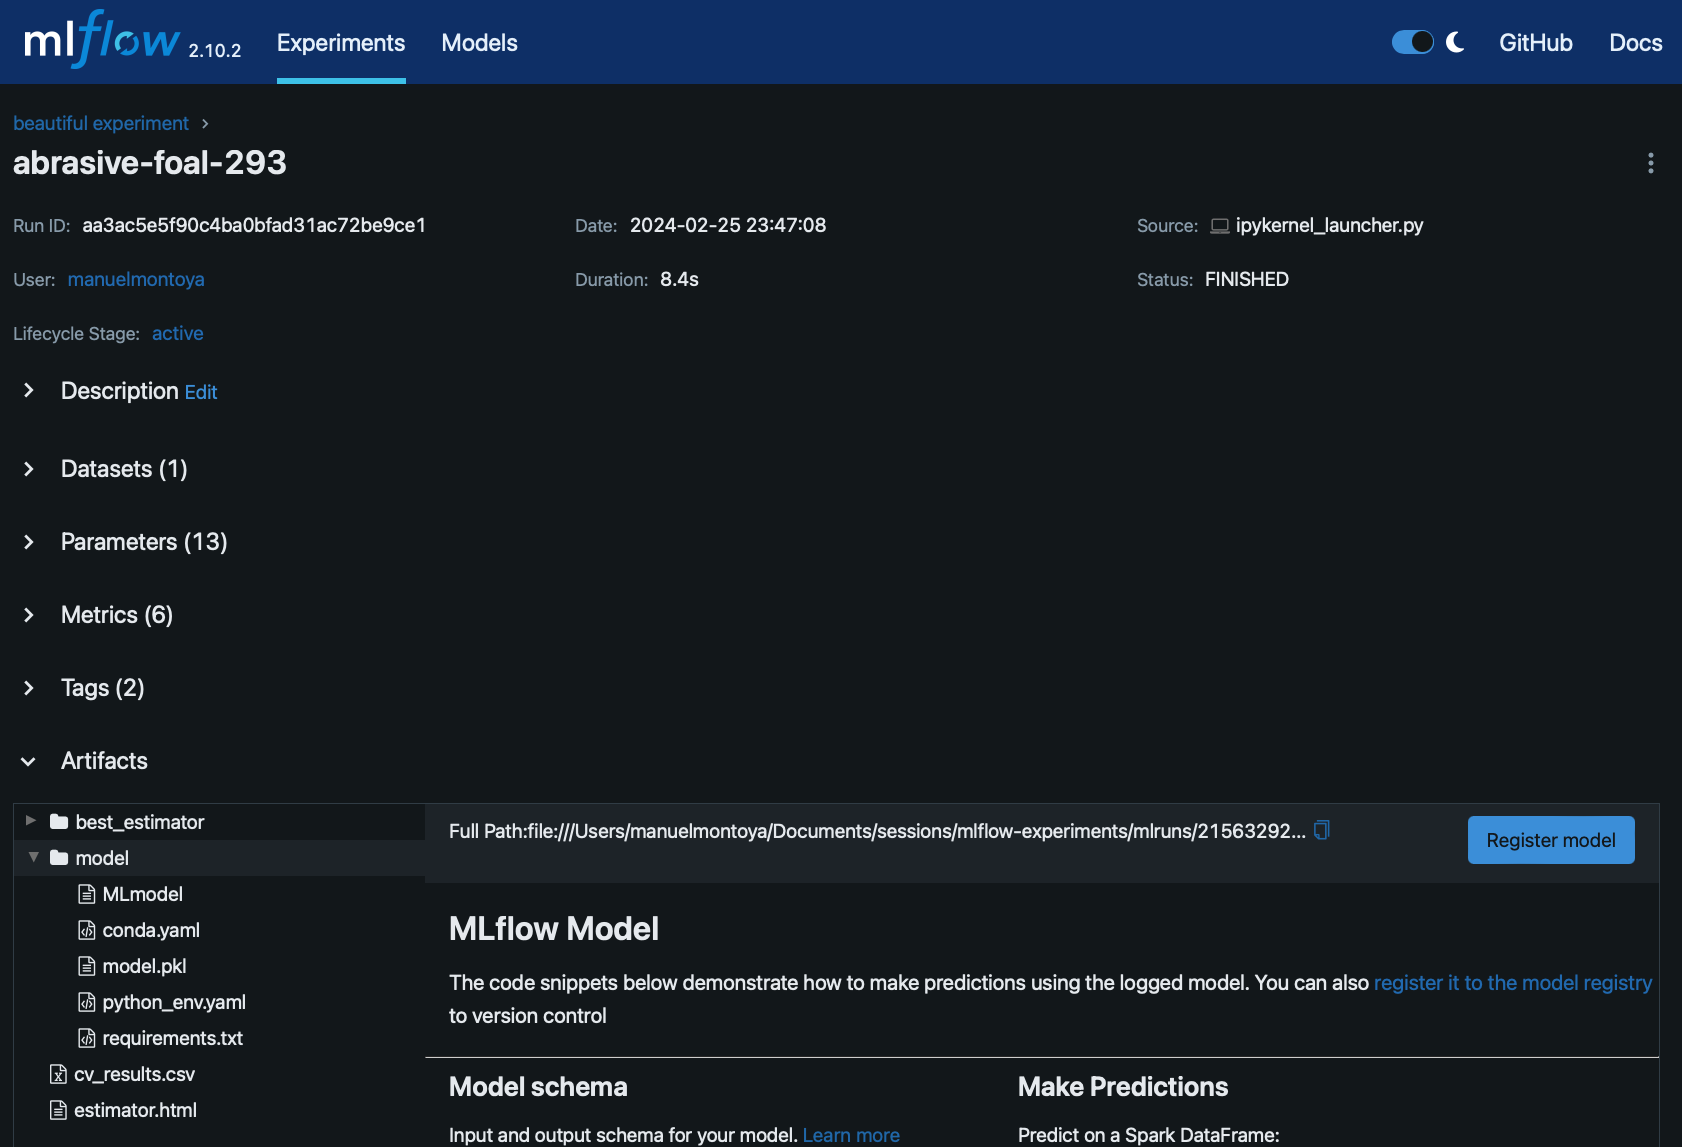 mlflow 2.10.2 Experiments Models GitHub Docs
beautiful experiment
abrasive-foal-293
Run ID: aa3ac5e5f90c4ba0bfad31ac72be9ce1 Date: 2024-02-25 23:47:08 Source: ipykernel_launcher.py
User: manuelmontoya Duration: 8.4s Status: FINISHED
Lifecycle Stage: active
Description Edit
Datasets (1)
Parameters (13)
Metrics (6)
Tags (2)
Artifacts
best_estimator
model
MLmodel
conda.yaml
model.pkl
python_env.yaml
requirements.txt
cv_results.csv
estimator.html
Full Path:file:///Users/manuelmontoya/Documents/sessions/mlflow-experiments/mlruns/21563292...
Register model
MLflow Model
The code snippets below demonstrate how to make predictions using the logged model. You can also register it to the model registry
to version control
Model schema
Input and output schema for your model. Learn more
Make Predictions
Predict on a Spark DataFrame: